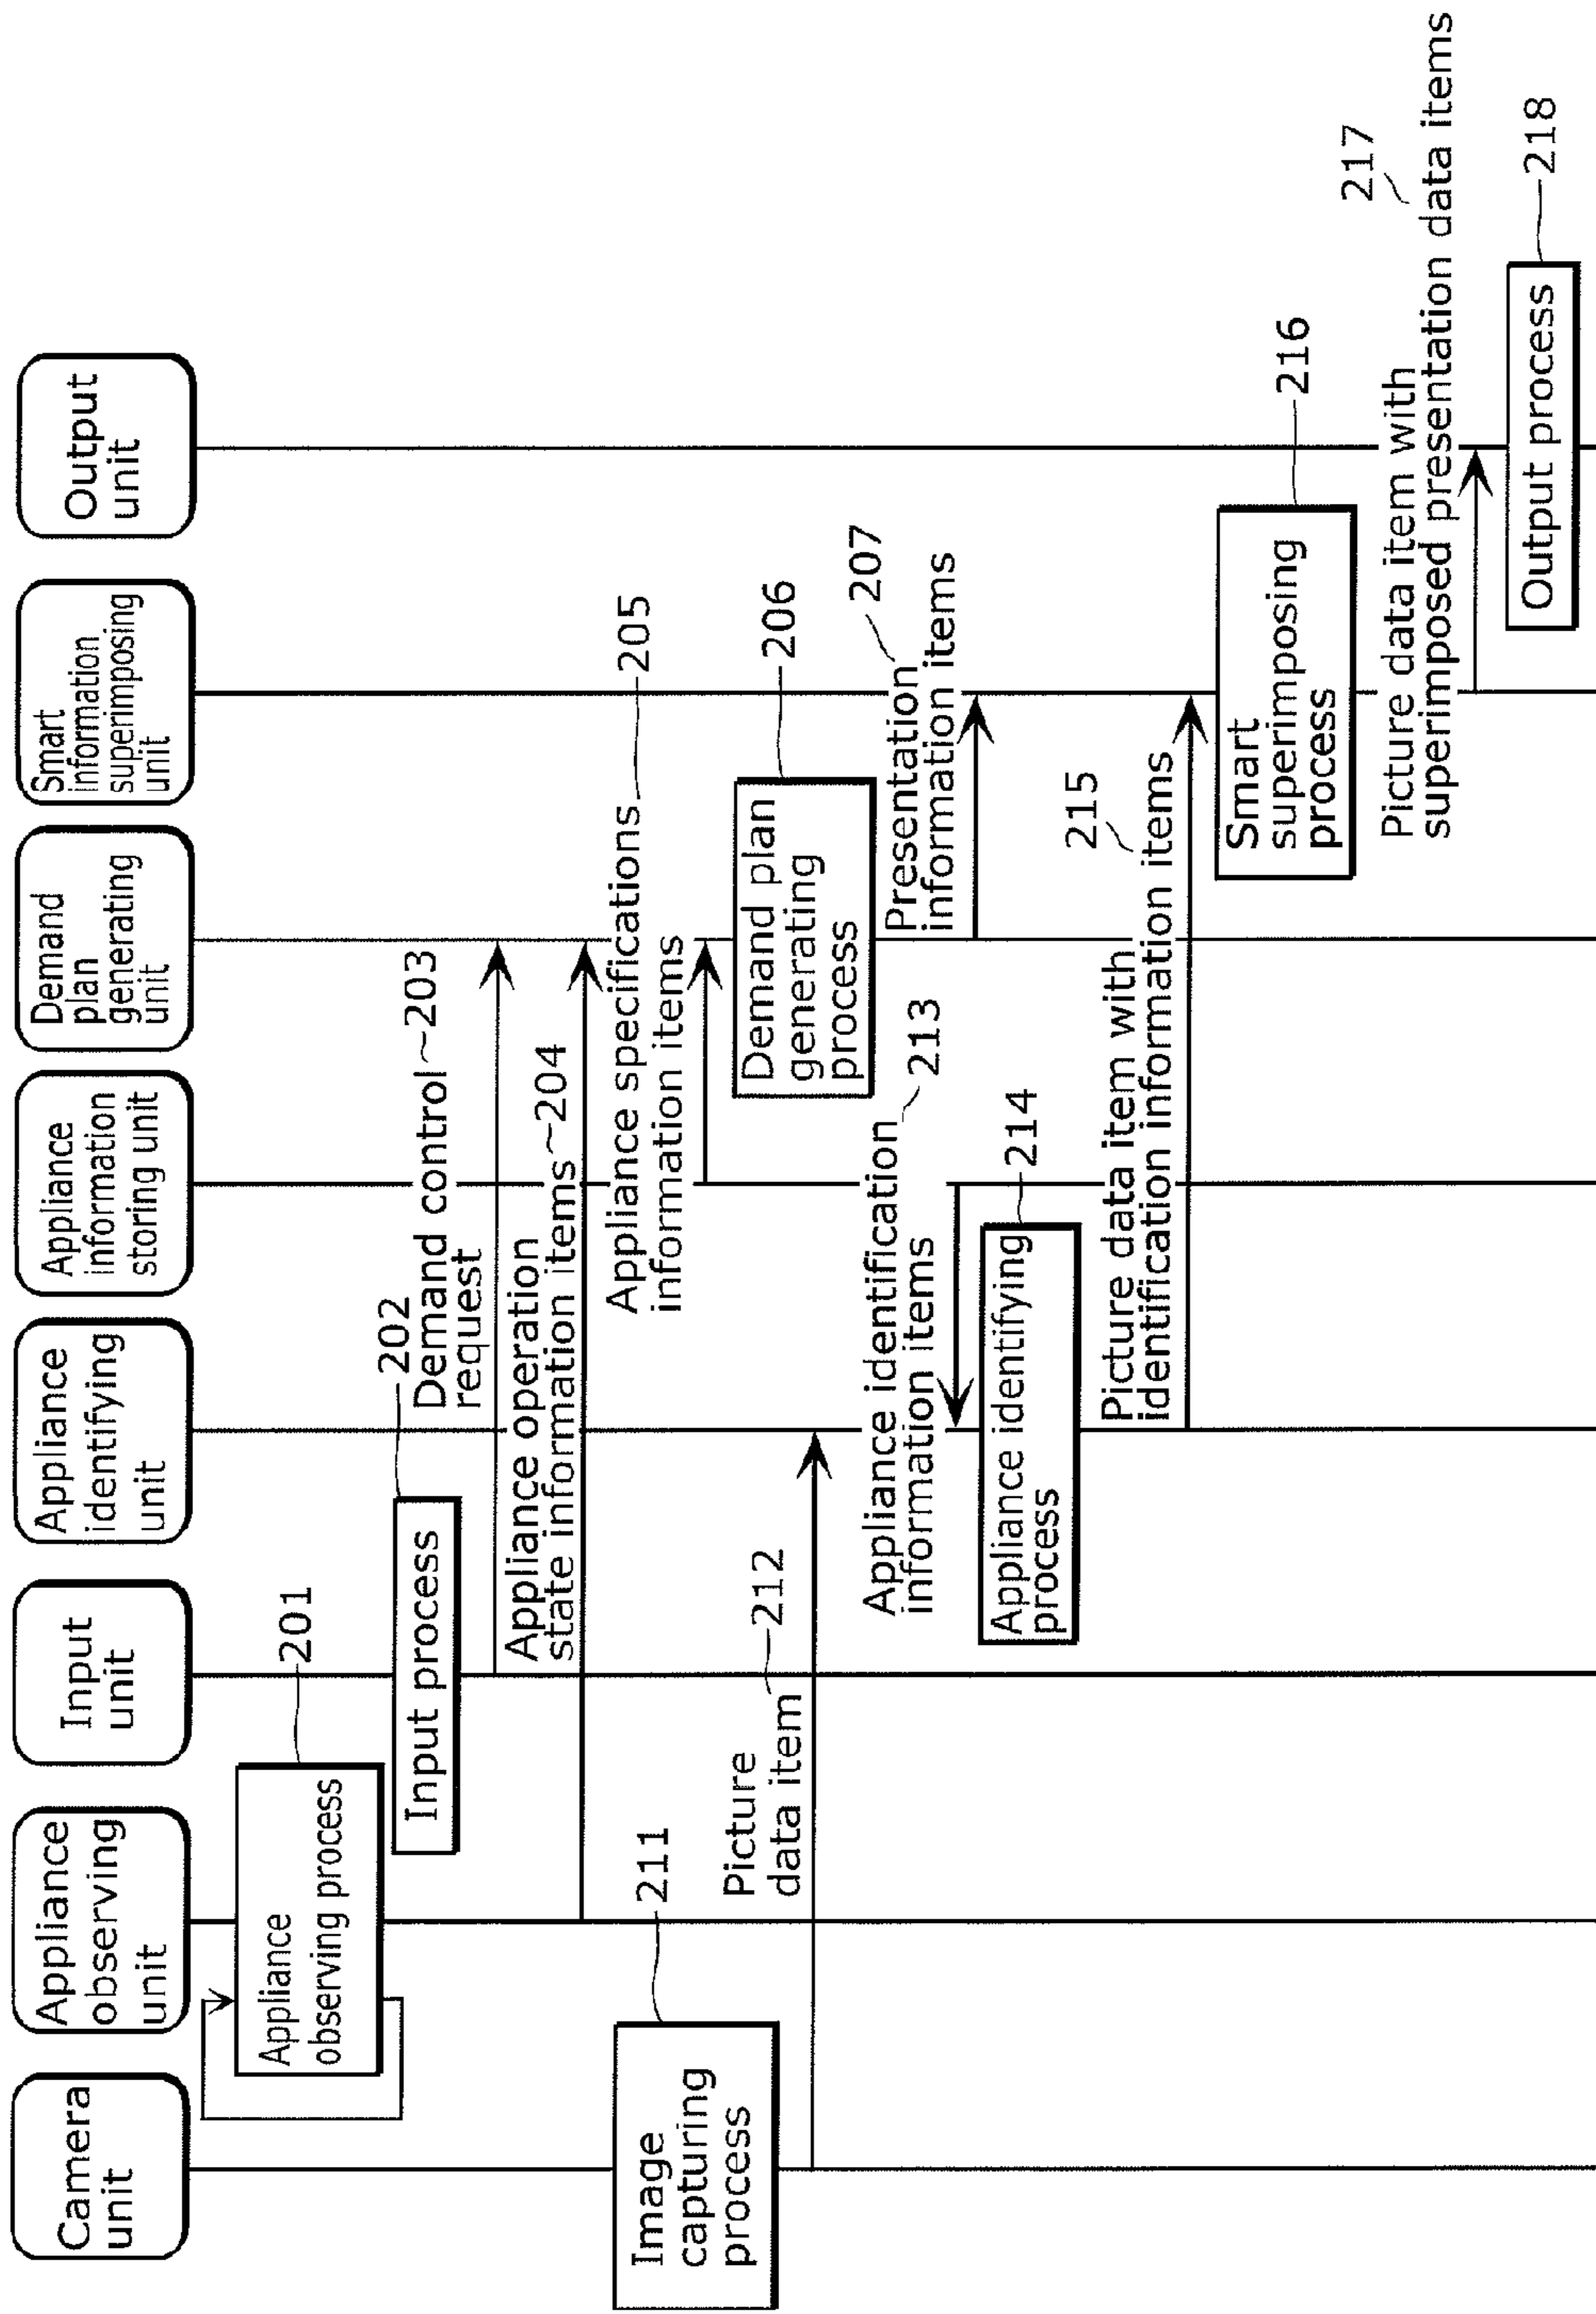 Camera
unit
Appliance
observing
unit
Input
unit
Appliance
identifying
unit
Appliance
information
storing unit
Demand
plan
generating
unit
Smart
information
superimposing
unit
Output
unit
201
Appliance
observing process
202
Input process
Demand control~203
request
Appliance operation
state information items~204
Appliance specifications
information items
205
211
Image
capturing
process
Picture
data item
212
206
Demand plan
generating
process
207
Presentation
information items
Appliance identification
information items
213
214
Appliance identifying
process
Picture data item with
identification information items
215
216
Smart
superimposing
process
217
Picture data item with
superimposed presentation data items
Output process
218